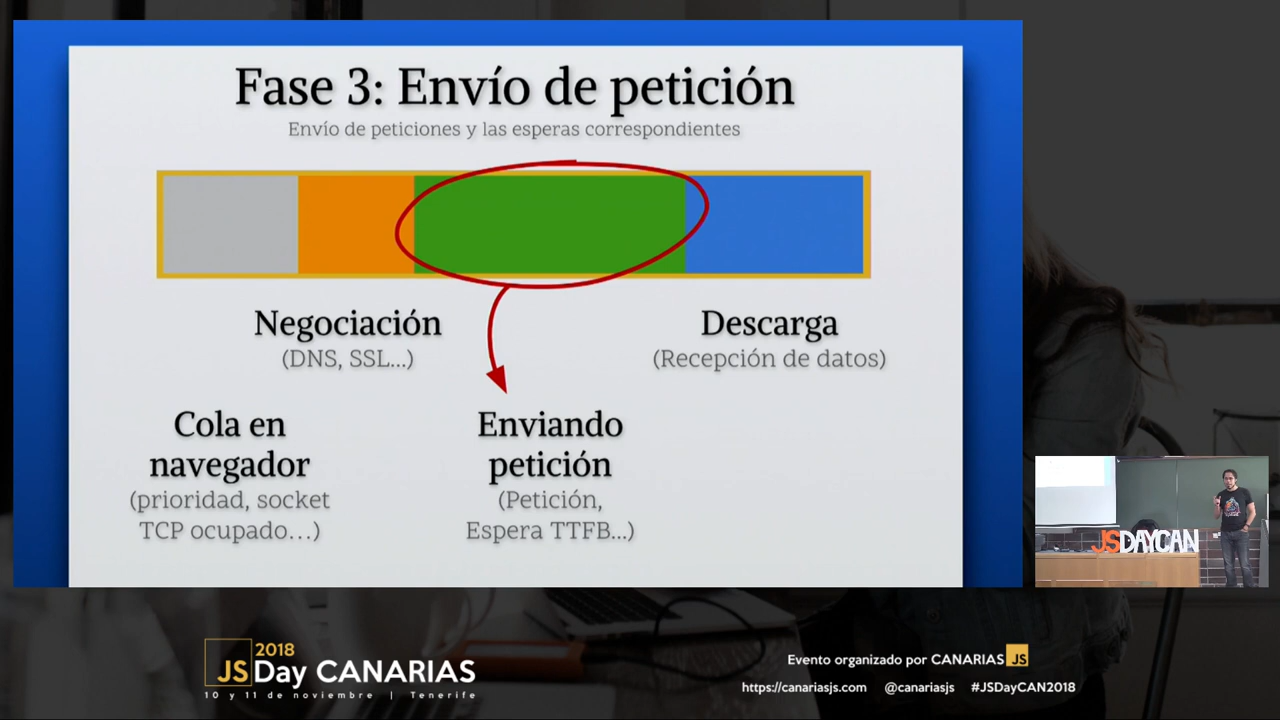 Fase 3: Envío de petición
Envío de peticiones y las esperas correspondientes
Negociación
(DNS, SSL...)
Descarga
(Recepción de datos)
Cola en
navegador
(prioridad, socket
TCP ocupado...)
Enviando
petición
(Petición,
Espera TTFB...)
JSDAYCAN
2018
JSDay CANARIAS
10 y 11 de noviembre | Tenerife
Evento organizado por CANARIAS JS
https://canariasjs.com @canariasjs #JSDayCAN2018